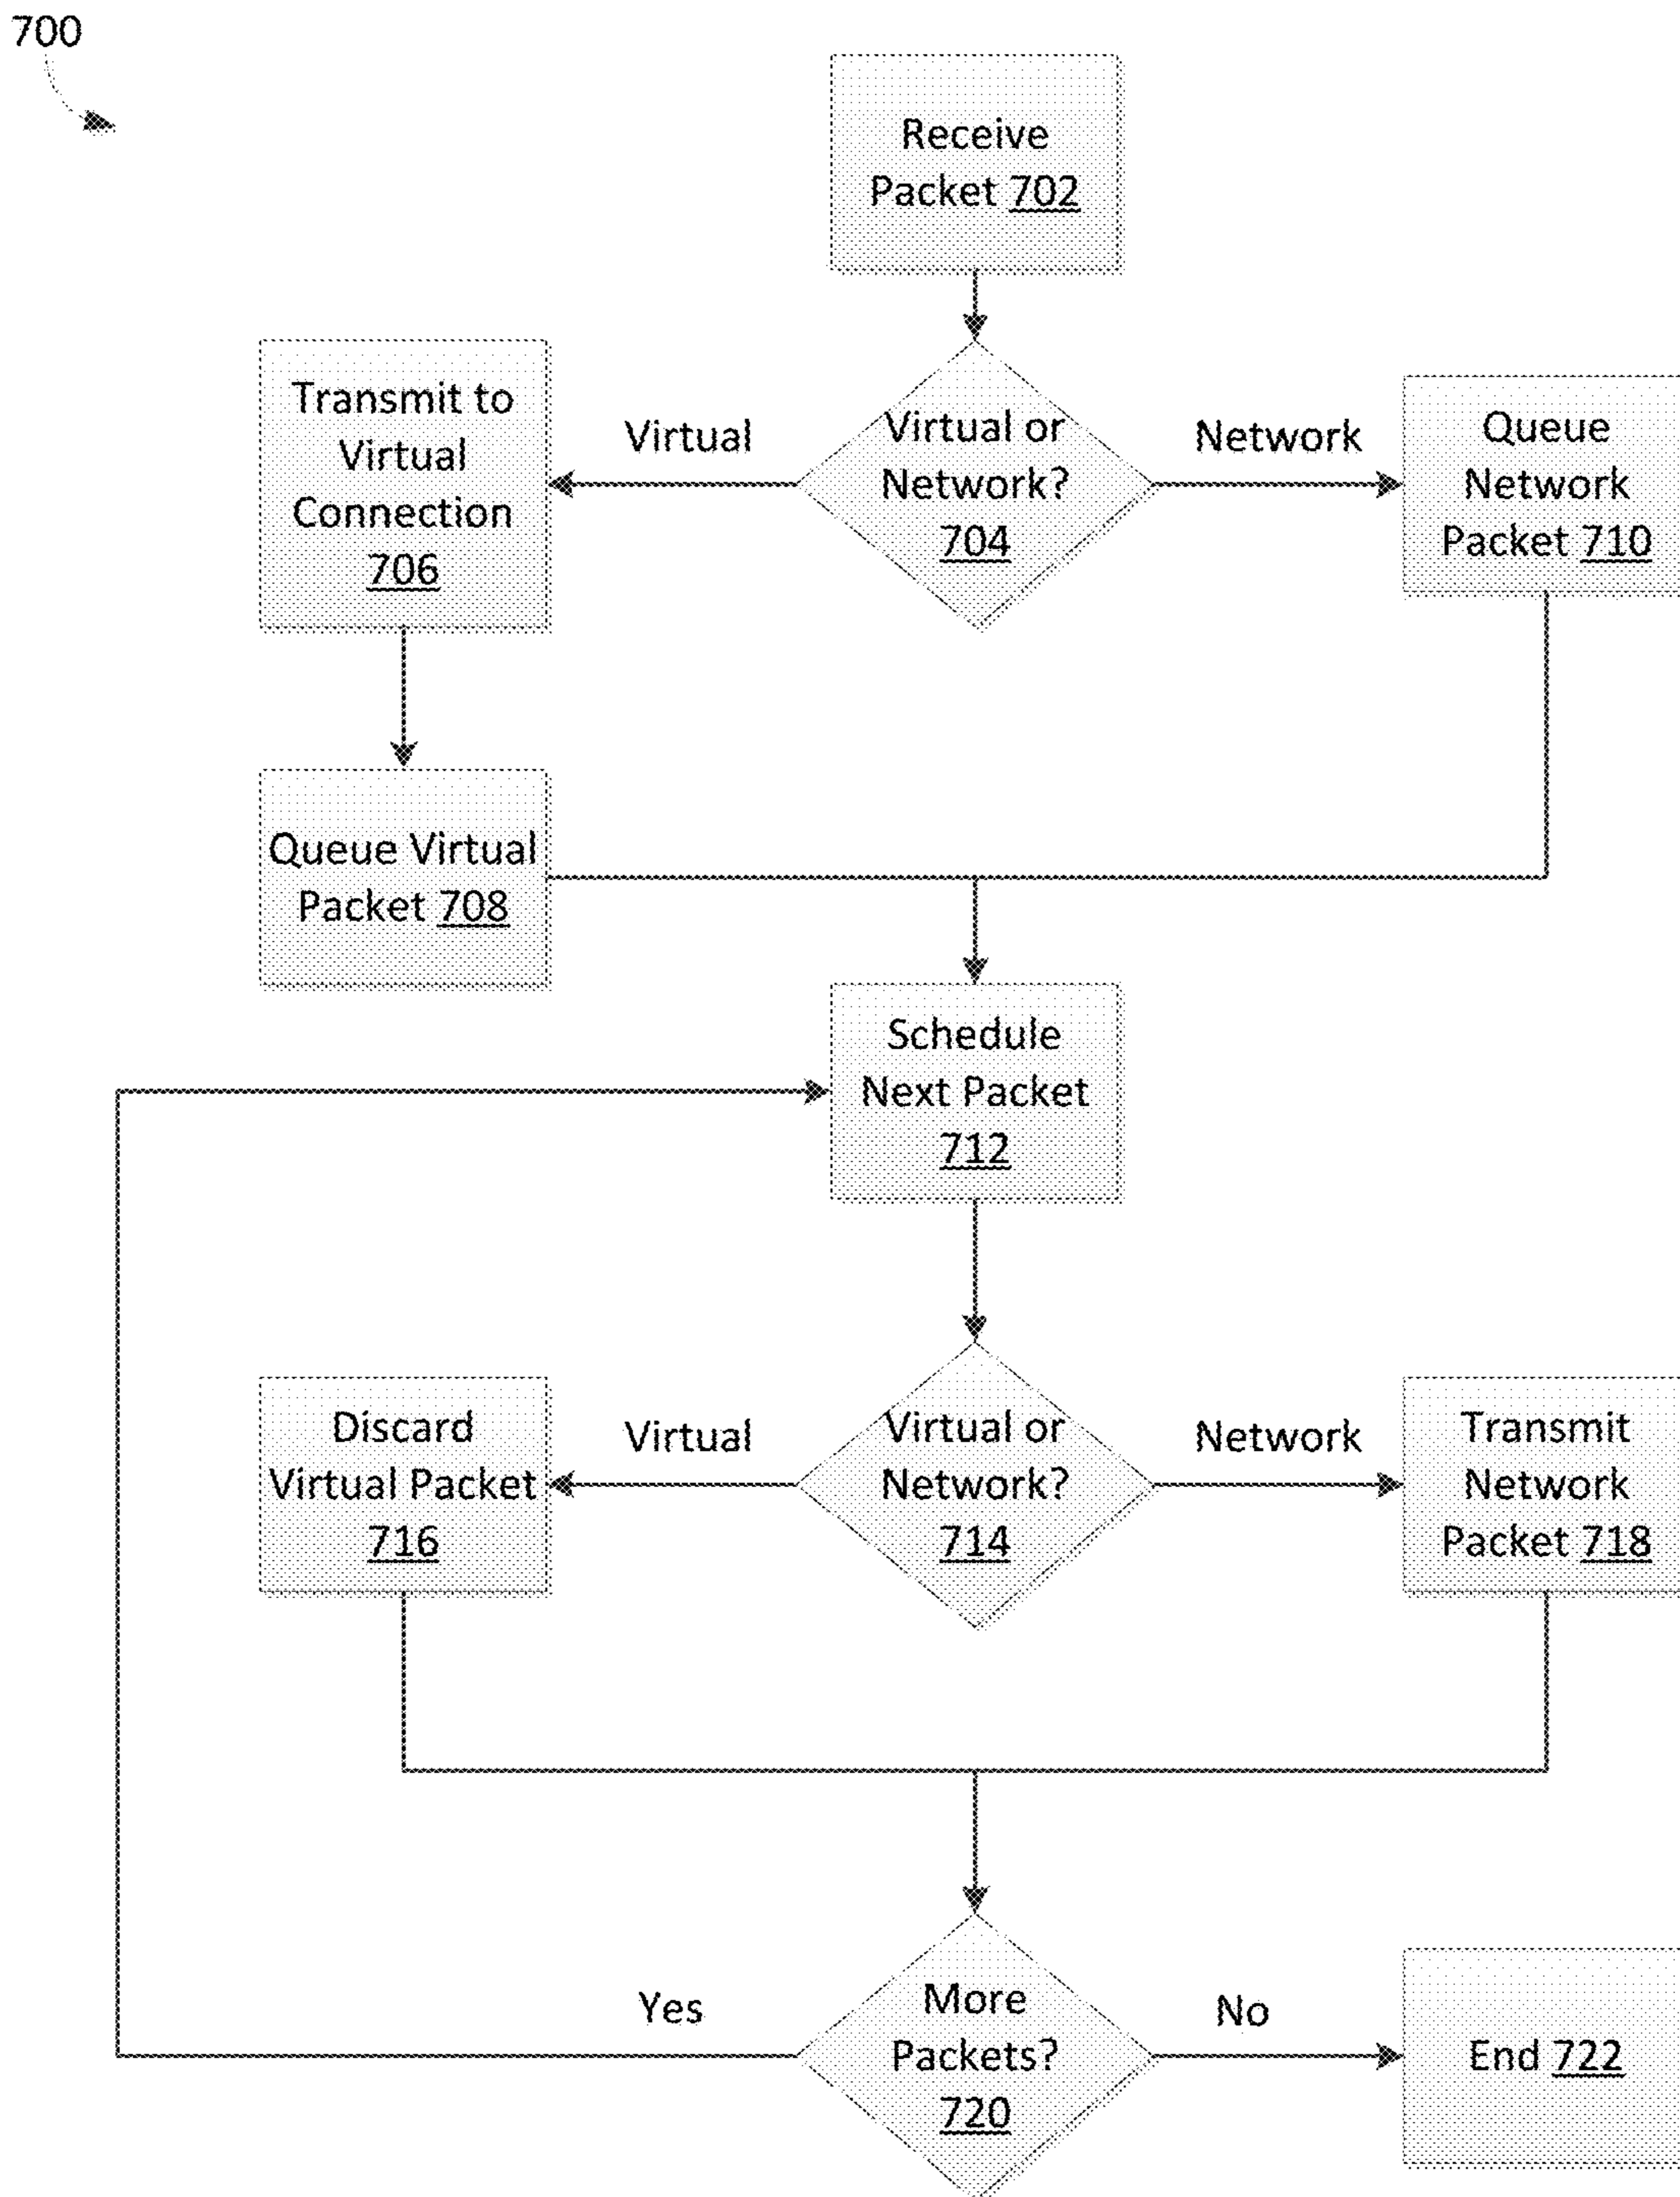 700
Receive
Packet 702
Transmit to
Virtual
Connection
706
Virtual
Virtual or
Network?
704
Network
Queue
Network
Packet 710
Queue Virtual
Packet 708
Schedule
Next Packet
712
Discard
Virtual Packet
716
Virtual
Virtual or
Network?
714
Network
Transmit
Network
Packet 718
Yes
More
Packets?
720
No
End 722